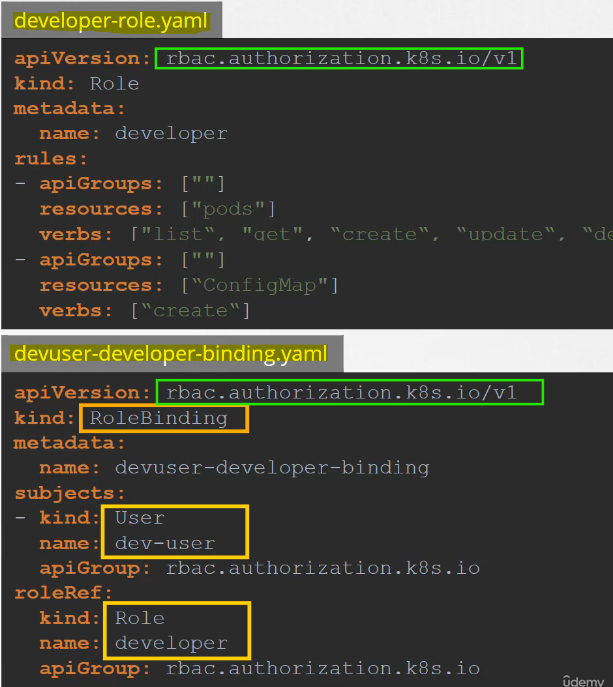 developer-role.yaml
apiVersion: rbac.authorization.k8s.io/v1
kind: Role
metadata:
  name: developer
rules:
- apiGroups: [""]
  resources: ["pods"]
  verbs: ["list“, "get", “create“, “update“, “de
- apiGroups: [""]
  resources: [“ConfigMap"]
  verbs: [“create“]
devuser-developer-binding.yaml
apiVersion: rbac.authorization.k8s.io/v1
kind: RoleBinding
metadata:
  name: devuser-developer-binding
subjects:
- kind: User
  name: dev-user
  apiGroup: rbac.authorization.k8s.io
roleRef:
  kind: Role
  name: developer
  apiGroup: rbac.authorization.k8s.io
ûdemy